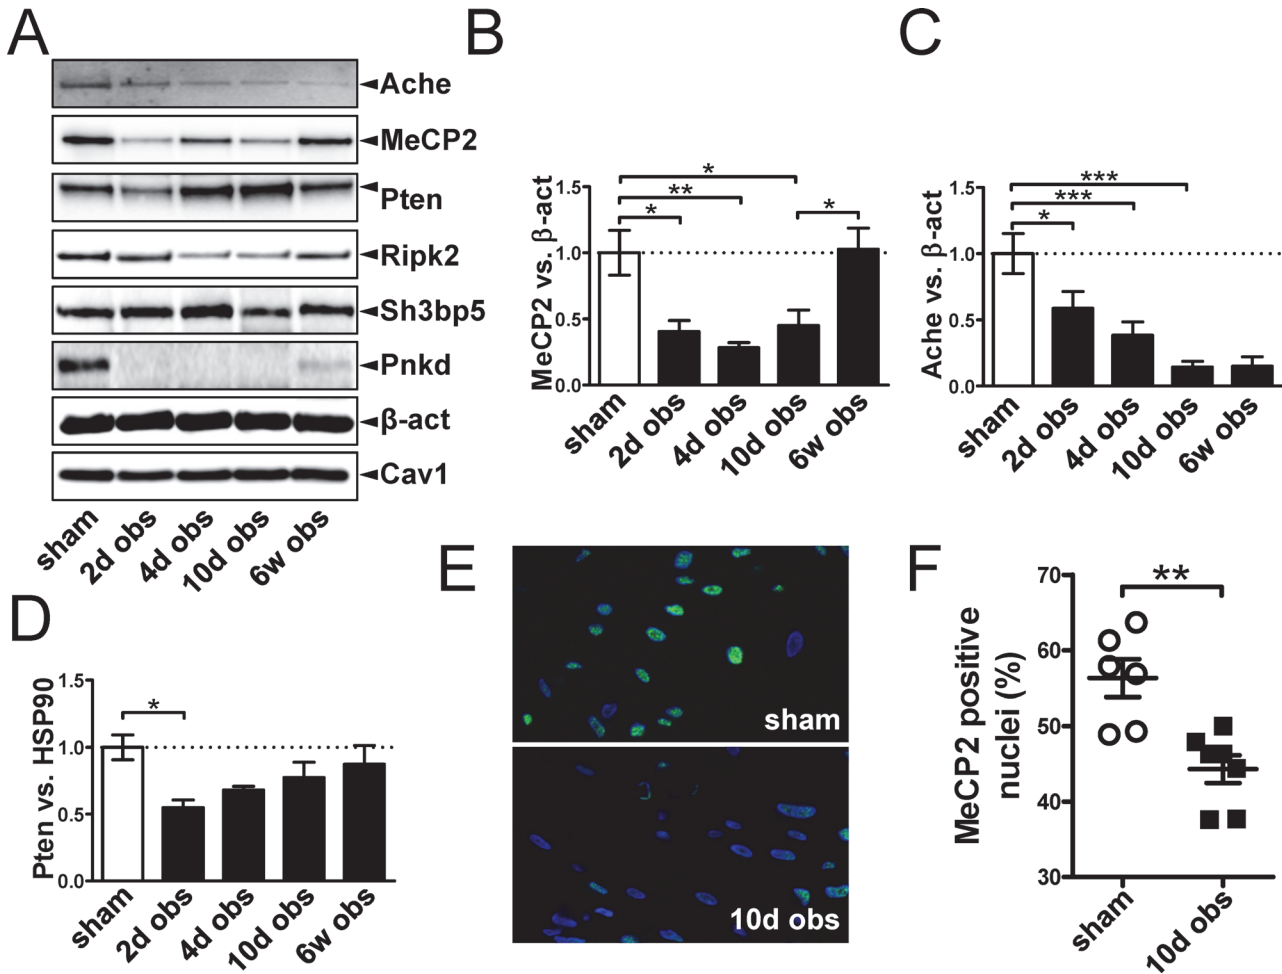 A
Ache
MeCP2
Pten
Ripk2
Sh3bp5
Pnkd
β-act
Cav1
sham
2d obs
4d obs
10d obs
6w obs
B
MeCP2 vs. β-act
1.5
1.0
0.5
0.0
*
**
*
*
sham
2d obs
4d obs
10d obs
6w obs
C
Ache vs. β-act
1.5
1.0
0.5
0.0
***
***
*
sham
2d obs
4d obs
10d obs
6w obs
D
Pten vs. HSP90
1.5
1.0
0.5
0.0
*
sham
2d obs
4d obs
10d obs
6w obs
E
sham
10d obs
F
MeCP2 positive
nuclei (%)
70
60
50
40
30
**
sham
10d obs